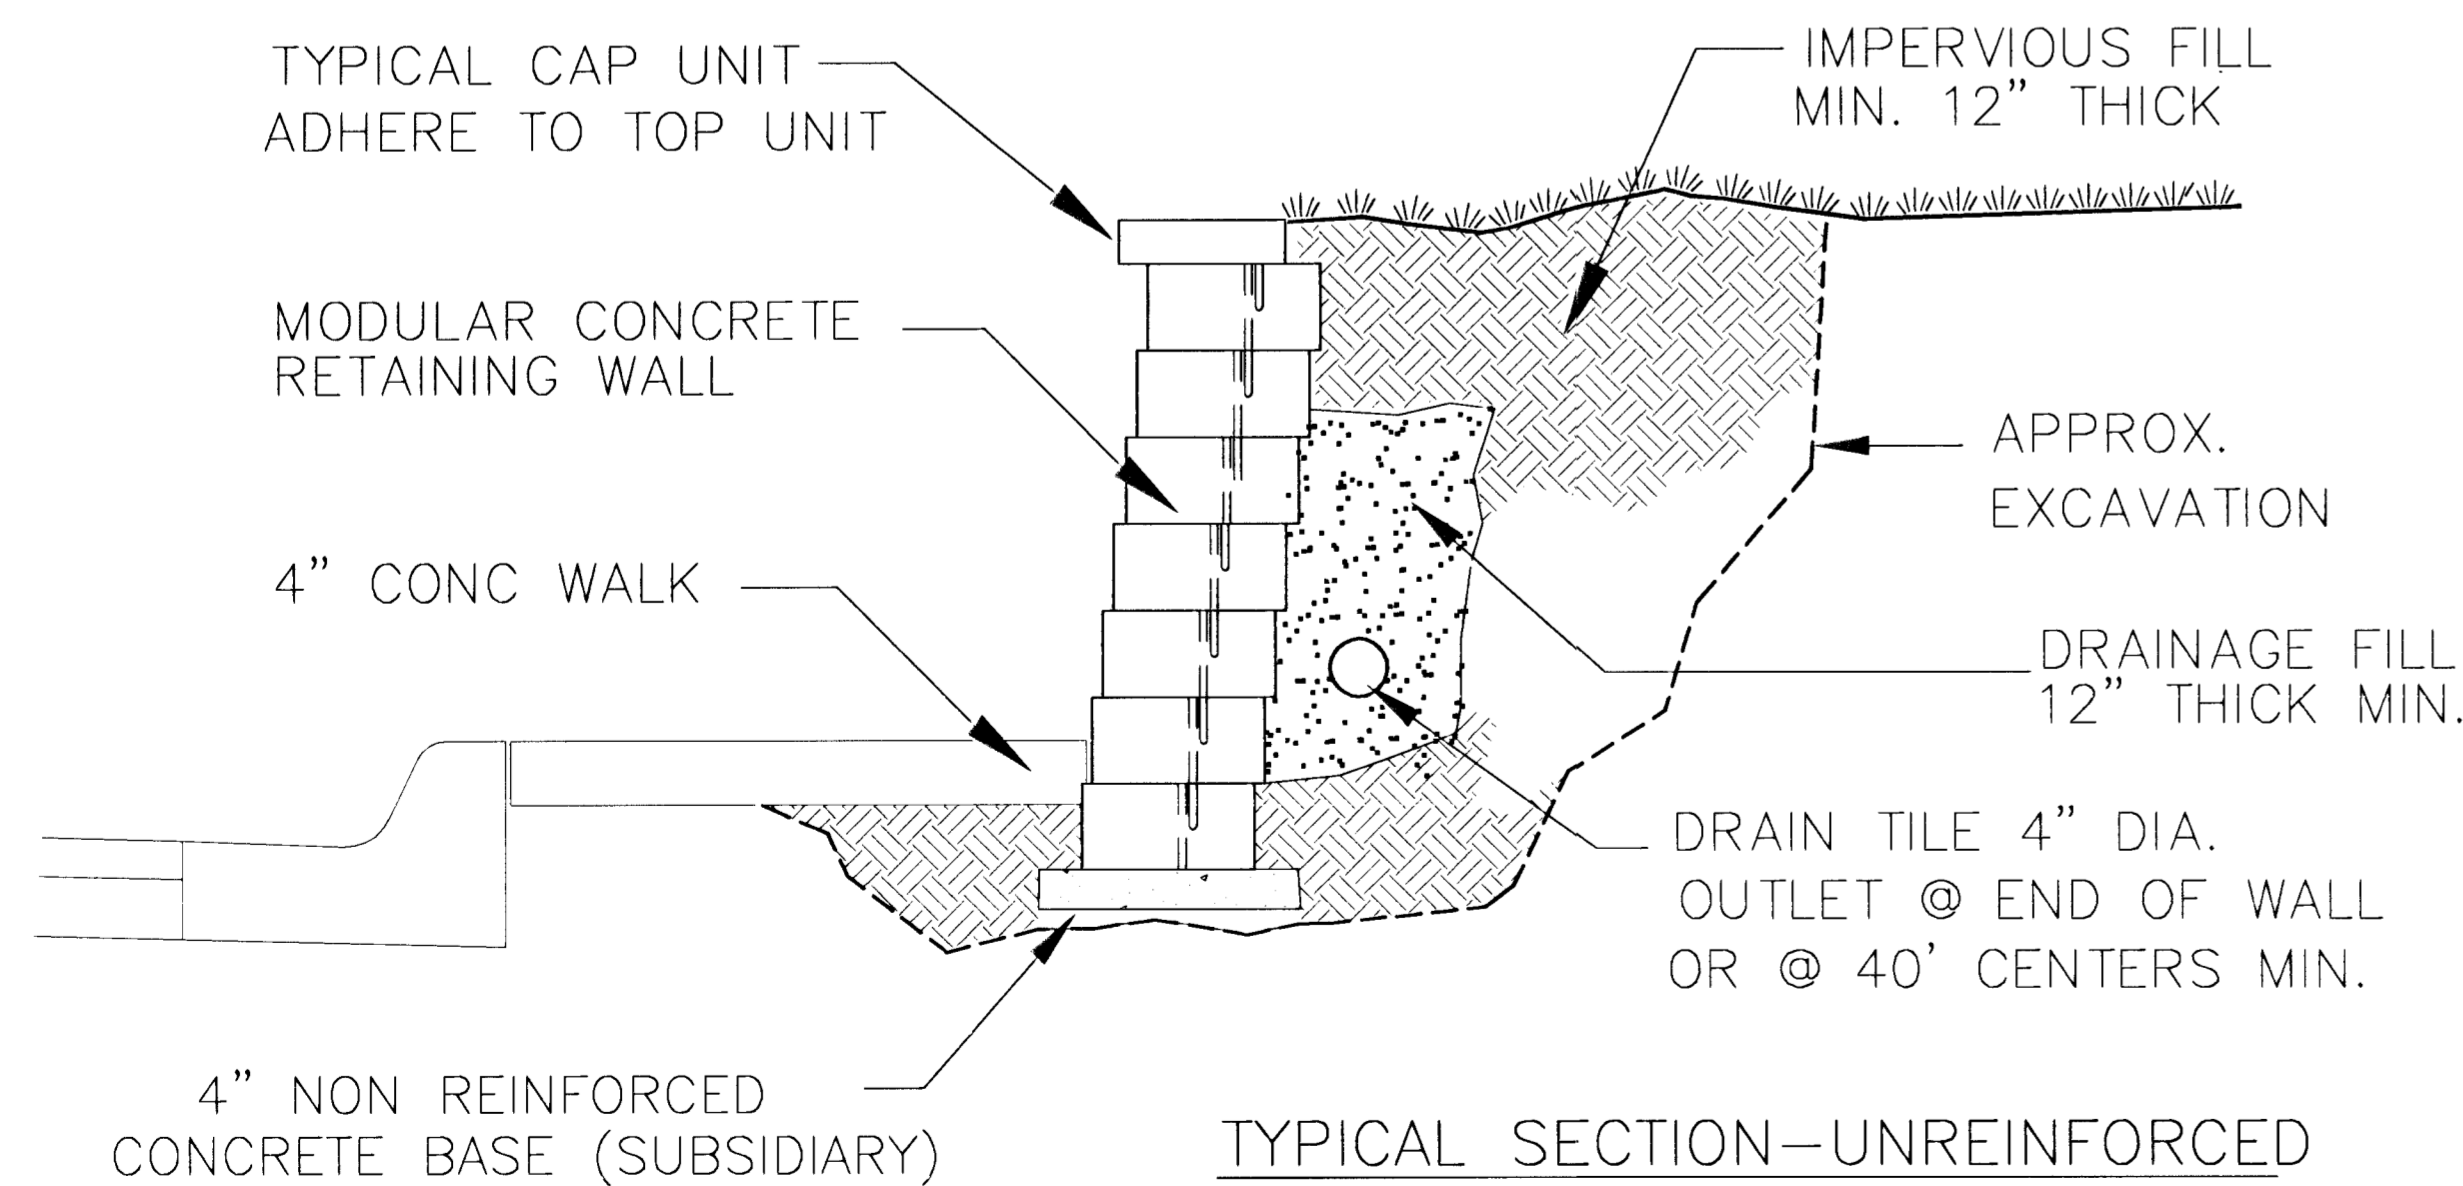 TYPICAL CAP UNIT
ADHERE TO TOP UNIT
IMPERVIOUS FILL
MIN. 12” THICK
MODULAR CONCRETE
RETAINING WALL
APPROX.
EXCAVATION
4” CONC WALK
DRAINAGE FILL
12” THICK MIN.
DRAIN TILE 4” DIA.
OUTLET @ END OF WALL
OR @ 40’ CENTERS MIN.
4” NON REINFORCED
CONCRETE BASE (SUBSIDIARY)
TYPICAL SECTION–UNREINFORCED